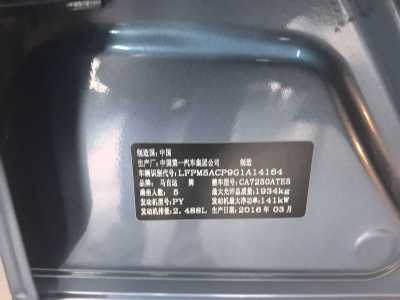 制造国：中国
生产厂：中国第一汽车集团公司 制造
车辆识别代号：LFPM5ACP9G1A14164
品牌：马自达 牌 整车型号：CA7250ATE5
乘坐人数：5 最大允许总质量：1934kg
发动机型号：PY 发动机最大净功率：141kW
发动机排量：2.488L 2016年03月